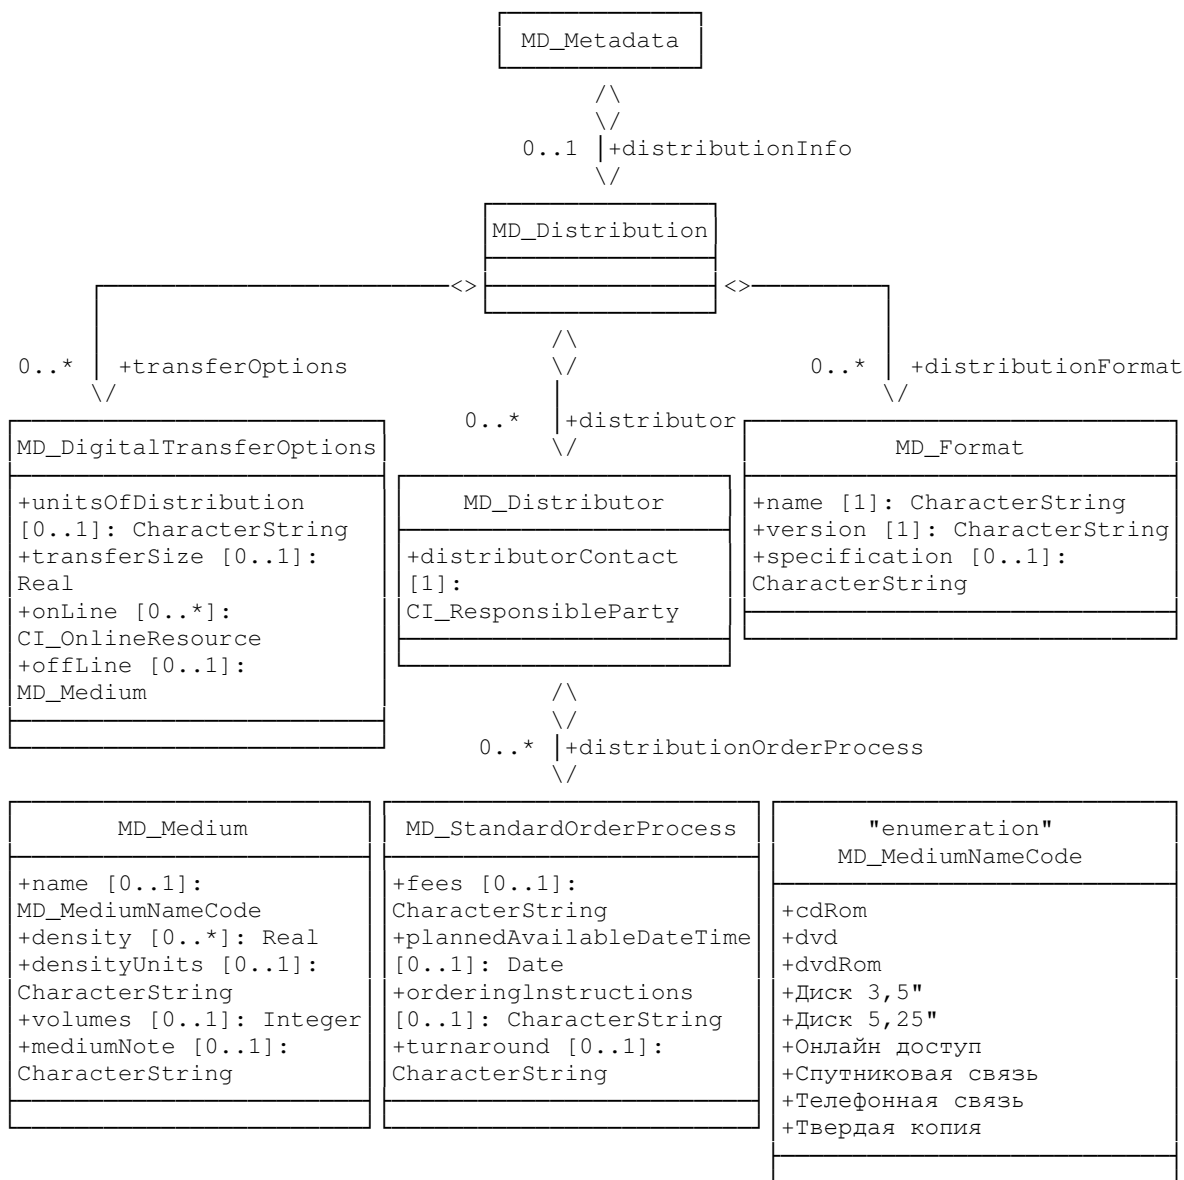 MD_Metadata
0..1 +distributionInfo
MD_Distribution
0..* +transferOptions
0..* +distributionFormat
0..* +distributor
MD_DigitalTransferOptions
+unitsOfDistribution
[0..1]: CharacterString
+transferSize [0..1]:
Real
+onLine [0..*]:
CI_OnlineResource
+offLine [0..1]:
MD_Medium
MD_Distributor
+distributorContact
[1]:
CI_ResponsibleParty
MD_Format
+name [1]: CharacterString
+version [1]: CharacterString
+specification [0..1]:
CharacterString
0..* +distributionOrderProcess
MD_Medium
+name [0..1]:
MD_MediumNameCode
+density [0..*]: Real
+densityUnits [0..1]:
CharacterString
+volumes [0..1]: Integer
+mediumNote [0..1]:
CharacterString
MD_StandardOrderProcess
+fees [0..1]:
CharacterString
+plannedAvailableDateTime
[0..1]: Date
+orderinglnstructions
[0..1]: CharacterString
+turnaround [0..1]:
CharacterString
"enumeration"
MD_MediumNameCode
+cdRom
+dvd
+dvdRom
+Диск 3,5"
+Диск 5,25"
+Онлайн доступ
+Спутниковая связь
+Телефонная связь
+Твердая копия